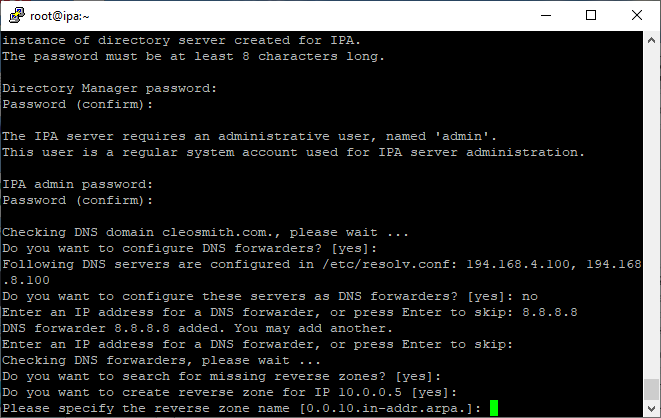 root@ipa:~
instance of directory server created for IPA.
The password must be at least 8 characters long.
Directory Manager password:
Password (confirm):
The IPA server requires an administrative user, named 'admin'.
This user is a regular system account used for IPA server administration.
IPA admin password:
Password (confirm):
Checking DNS domain cleosmith.com., please wait ...
Do you want to configure DNS forwarders? [yes]:
Following DNS servers are configured in /etc/resolv.conf: 194.168.4.100, 194.168
.8.100
Do you want to configure these servers as DNS forwarders? [yes]: no
Enter an IP address for a DNS forwarder, or press Enter to skip: 8.8.8.8
DNS forwarder 8.8.8.8 added. You may add another.
Enter an IP address for a DNS forwarder, or press Enter to skip:
Checking DNS forwarders, please wait ...
Do you want to search for missing reverse zones? [yes]:
Do you want to create reverse zone for IP 10.0.0.5 [yes]:
Please specify the reverse zone name [0.0.10.in-addr.arpa.]: